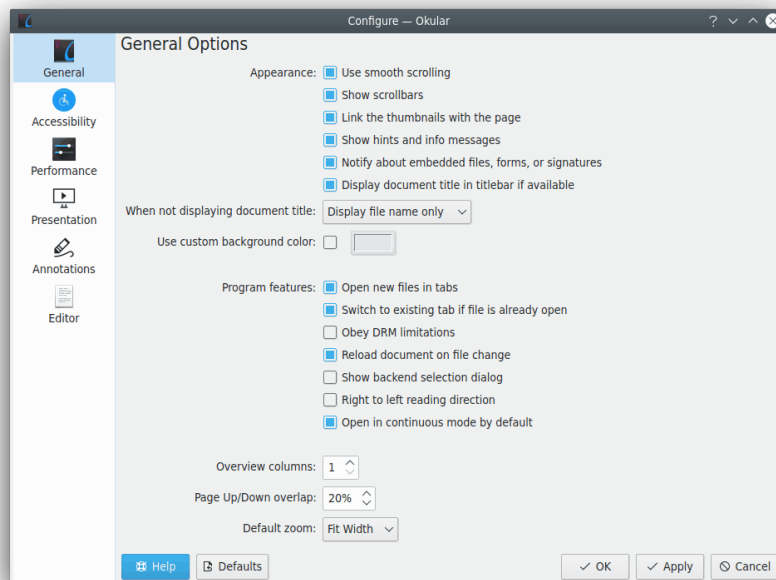 Configure — Okular
General
Accessibility
Performance
Presentation
Annotations
Editor
General Options
Appearance: Use smooth scrolling
Show scrollbars
Link the thumbnails with the page
Show hints and info messages
Notify about embedded files, forms, or signatures
Display document title in titlebar if available
When not displaying document title: Display file name only
Use custom background color:
Program features: Open new files in tabs
Switch to existing tab if file is already open
Obey DRM limitations
Reload document on file change
Show backend selection dialog
Right to left reading direction
Open in continuous mode by default
Overview columns: 1
Page Up/Down overlap: 20%
Default zoom: Fit Width
Help Defaults OK Apply Cancel